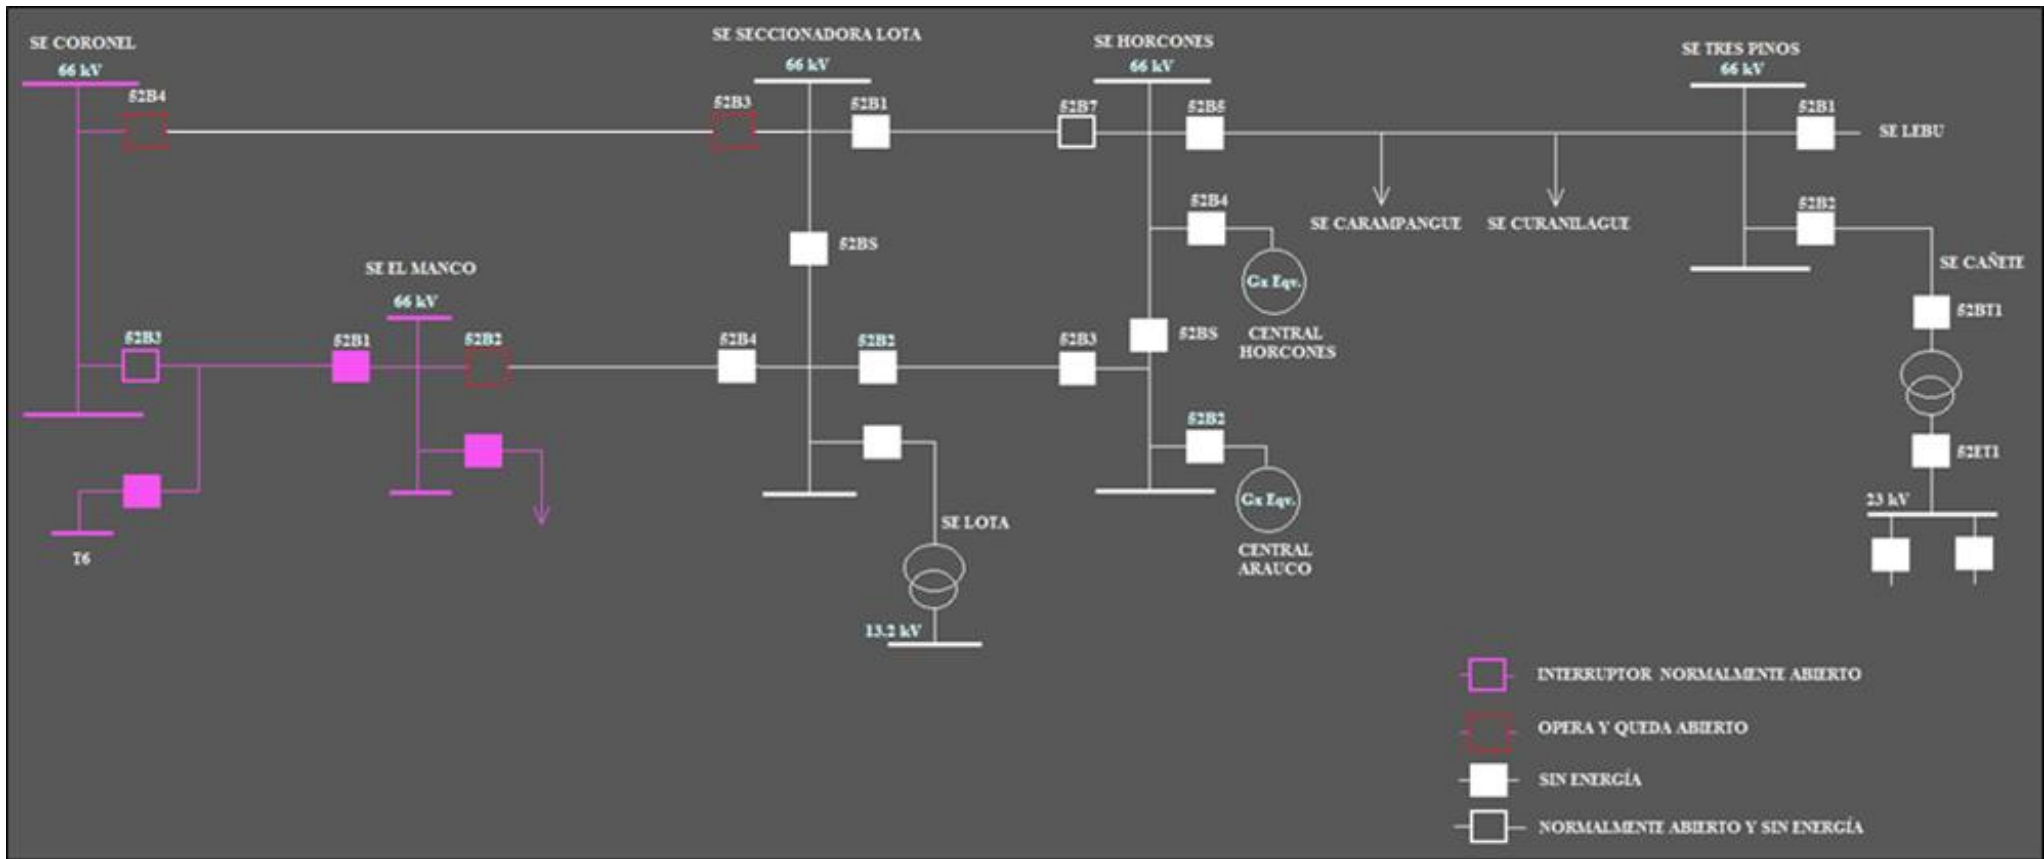 SE CORONEL
66 kV
52B4
SE SECCIONADORA LOTA
66 kV
52B3
52B1
SE HORCONES
66 kV
52B7
52B5
SE TRES PINOS
66 kV
52B1
SE LEBU
52B4
SE CARAMPANGUE
SE CURANILAGUE
52B2
52BS
SE EL MANCO
66 kV
Gx Eqv.
CENTRAL
HORCONES
SE CAÑETE
52BT1
52B3
52B1
52B2
52B4
52B2
52B3
52BS
52B2
Gx Eqv.
CENTRAL
ARAUCO
52ET1
23 kV
SE LOTA
13.2 kV
T6
INTERRUPTOR NORMALMENTE ABIERTO
OPERA Y QUEDA ABIERTO
SIN ENERGÍA
NORMALMENTE ABIERTO Y SIN ENERGÍA